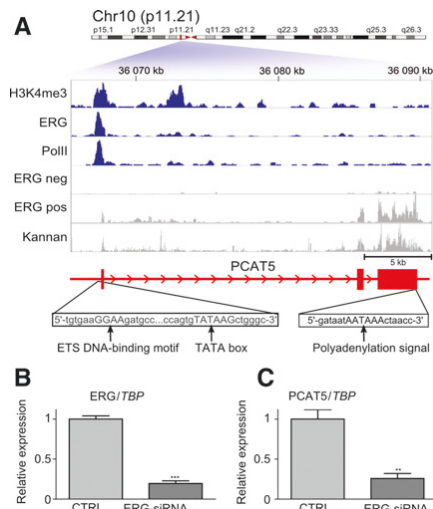 A
Chr10 (p11.21)
p15.1 p12.31 p11.21 q11.23 q21.2 q22.3 q23.33 q25.3 q26.3
36 070 kb 36 080 kb 36 090 kb
H3K4me3
ERG
PolII
ERG neg
ERG pos
Kannan
5 kb
PCAT5
5'-tgtgaaGGAAgatgcc...ccagtgTATAAGctgggc-3' 5'-gataatAATAAActaacc-3'
ETS DNA-binding motif TATA box Polyadenylation signal
B C
ERG/TBP PCAT5/TBP
Relative expression Relative expression
1 1
0.5 0.5
*** **
0 0
CTRL ERG-siRNA CTRL ERG-siRNA